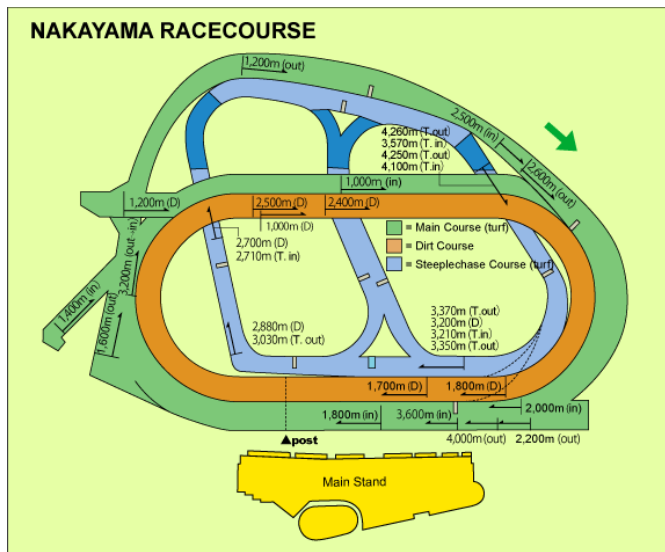 NAKAYAMA RACECOURSE
1,200m (out)
2,500m (in)
4,260m (T.out)
3,570m (T. in)
4,250m (T.out)
4,100m (T.in)
2,600m (out)
1,000m (in)
1,200m (D)
2,500m (D)
2,400m (D)
1,000m (D)
= Main Course (turf)
= Dirt Course
= Steeplechase Course (turf)
2,700m (D)
2,710m (T. in)
3,200m (out→in)
1,400m (in)
1,600m (out)
2,880m (D)
3,030m (T. out)
3,370m (T.out)
3,200m (D)
3,210m (T.in)
3,350m (T.out)
1,700m (D)
1,800m (D)
1,800m (in)
3,600m (in)
2,000m (in)
4,000m (out)
2,200m (out)
▲post
Main Stand